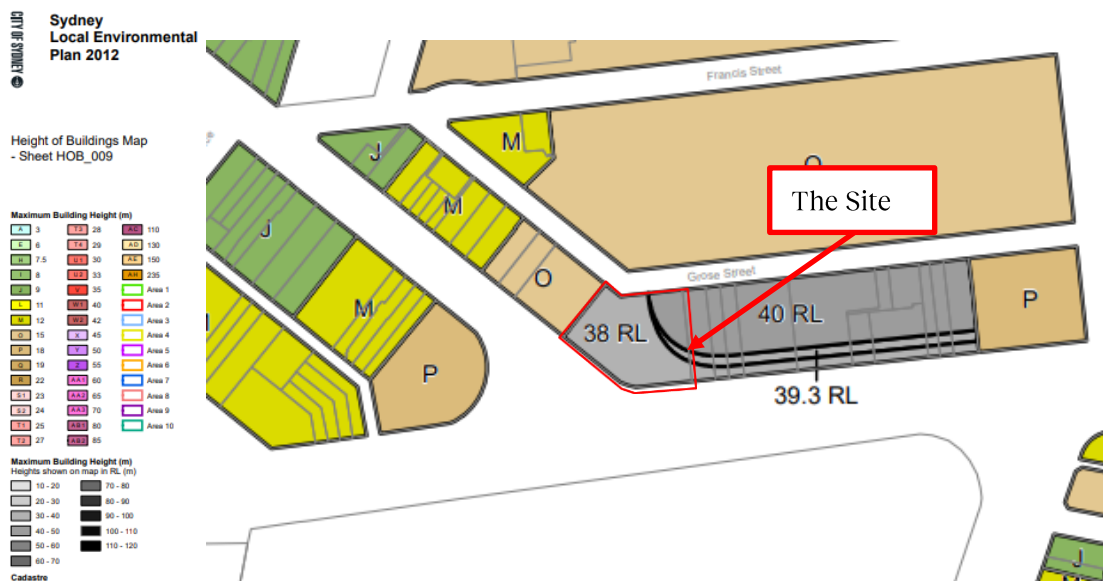 CITY OF SYDNEY
Sydney
Local Environmental
Plan 2012
Height of Buildings Map
- Sheet HOB_009
Maximum Building Height (m)
A 3 T3 28 AC 110
E 6 T4 29 AD 130
H 7.5 U1 30 AE 150
I 8 U2 33 AH 235
J 9 V 35 Area 1
L 11 W1 40 Area 2
M 12 W2 42 Area 3
O 15 X 45 Area 4
P 18 Y 50 Area 5
Q 19 Z 55 Area 6
R 22 AA1 60 Area 7
S1 23 AA2 65 Area 8
S2 24 AA3 70 Area 9
T1 25 AB1 80 Area 10
T2 27 AB2 85
Maximum Building Height (m)
Heights shown on map in RL (m)
10 - 20 70 - 80
20 - 30 80 - 90
30 - 40 90 - 100
40 - 50 100 - 110
50 - 60 110 - 120
60 - 70
Cadastre
Francis Street
M
J
O
The Site
M
J
Grose Street
O
M
38 RL
40 RL
P
P
39.3 RL
J